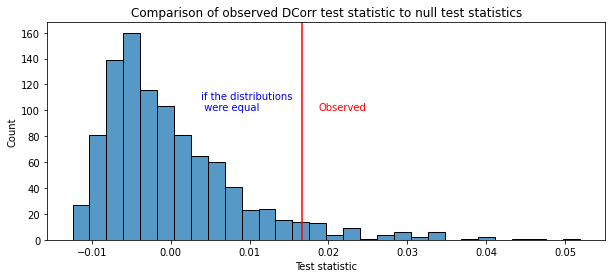 Comparison of observed DCorr test statistic to null test statistics
160
140
120
100
80
60
40
20
0
Count
if the distributions
were equal
Observed
−0.01
0.00
0.01
0.02
0.03
0.04
0.05
Test statistic